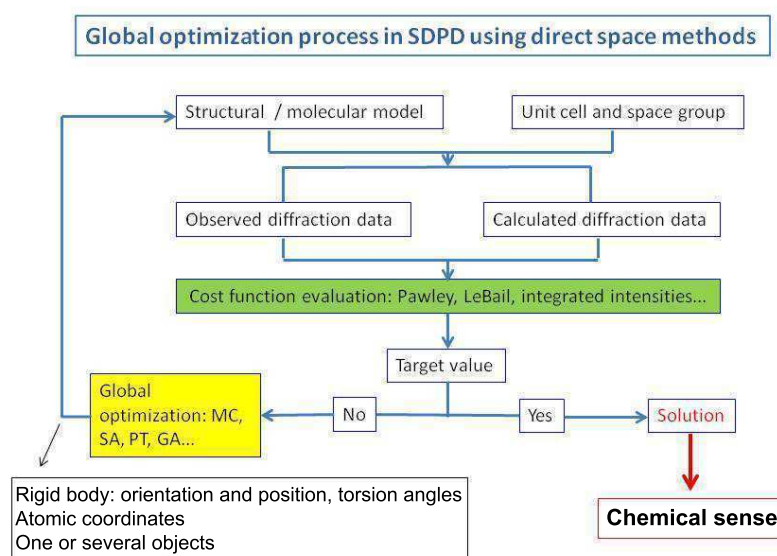 Global optimization process in SDPD using direct space methods
Structural / molecular model
Unit cell and space group
Observed diffraction data
Calculated diffraction data
Cost function evaluation: Pawley, LeBail, integrated intensities...
Target value
Global
optimization: MC,
SA, PT, GA...
No
Yes
Solution
Rigid body: orientation and position, torsion angles
Atomic coordinates
One or several objects
Chemical sense